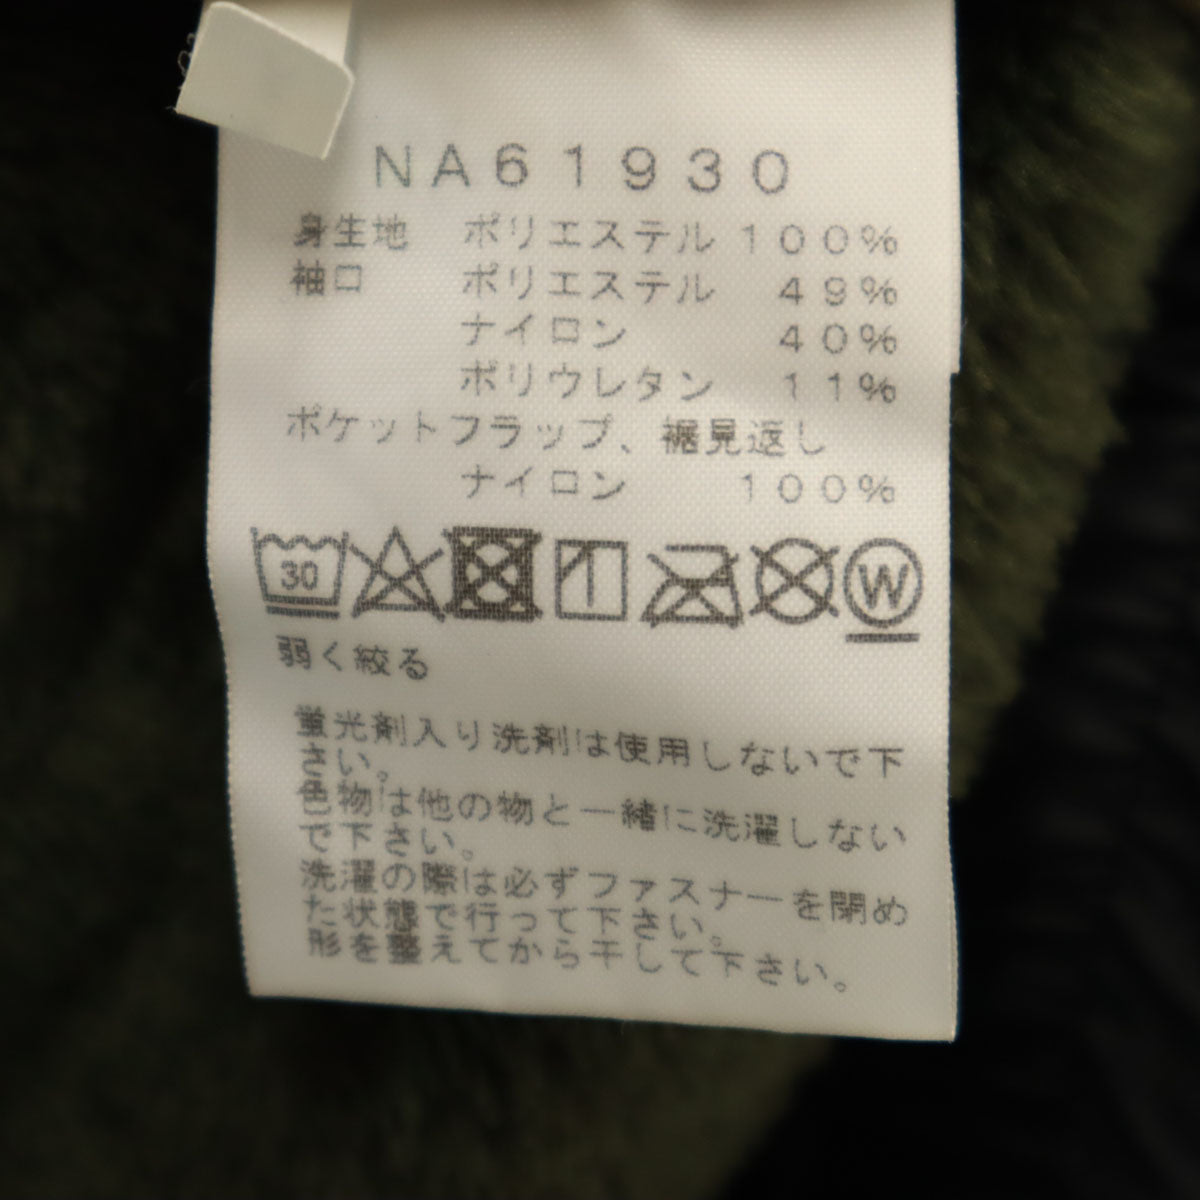 NA61930
身生地 ポリエステル 100%
袖口 ポリエステル 49%
ナイロン 40%
ポリウレタン 11%
ポケットフラップ、裾見返し
ナイロン 100%
30 W
弱く絞る
蛍光剤入り洗剤は使用しないで下
さい。
色物は他の物と一緒に洗濯しない
で下さい。
洗濯の際は必ずファスナーを閉め
た状態で行って下さい。
形を整えてから干して下さい。